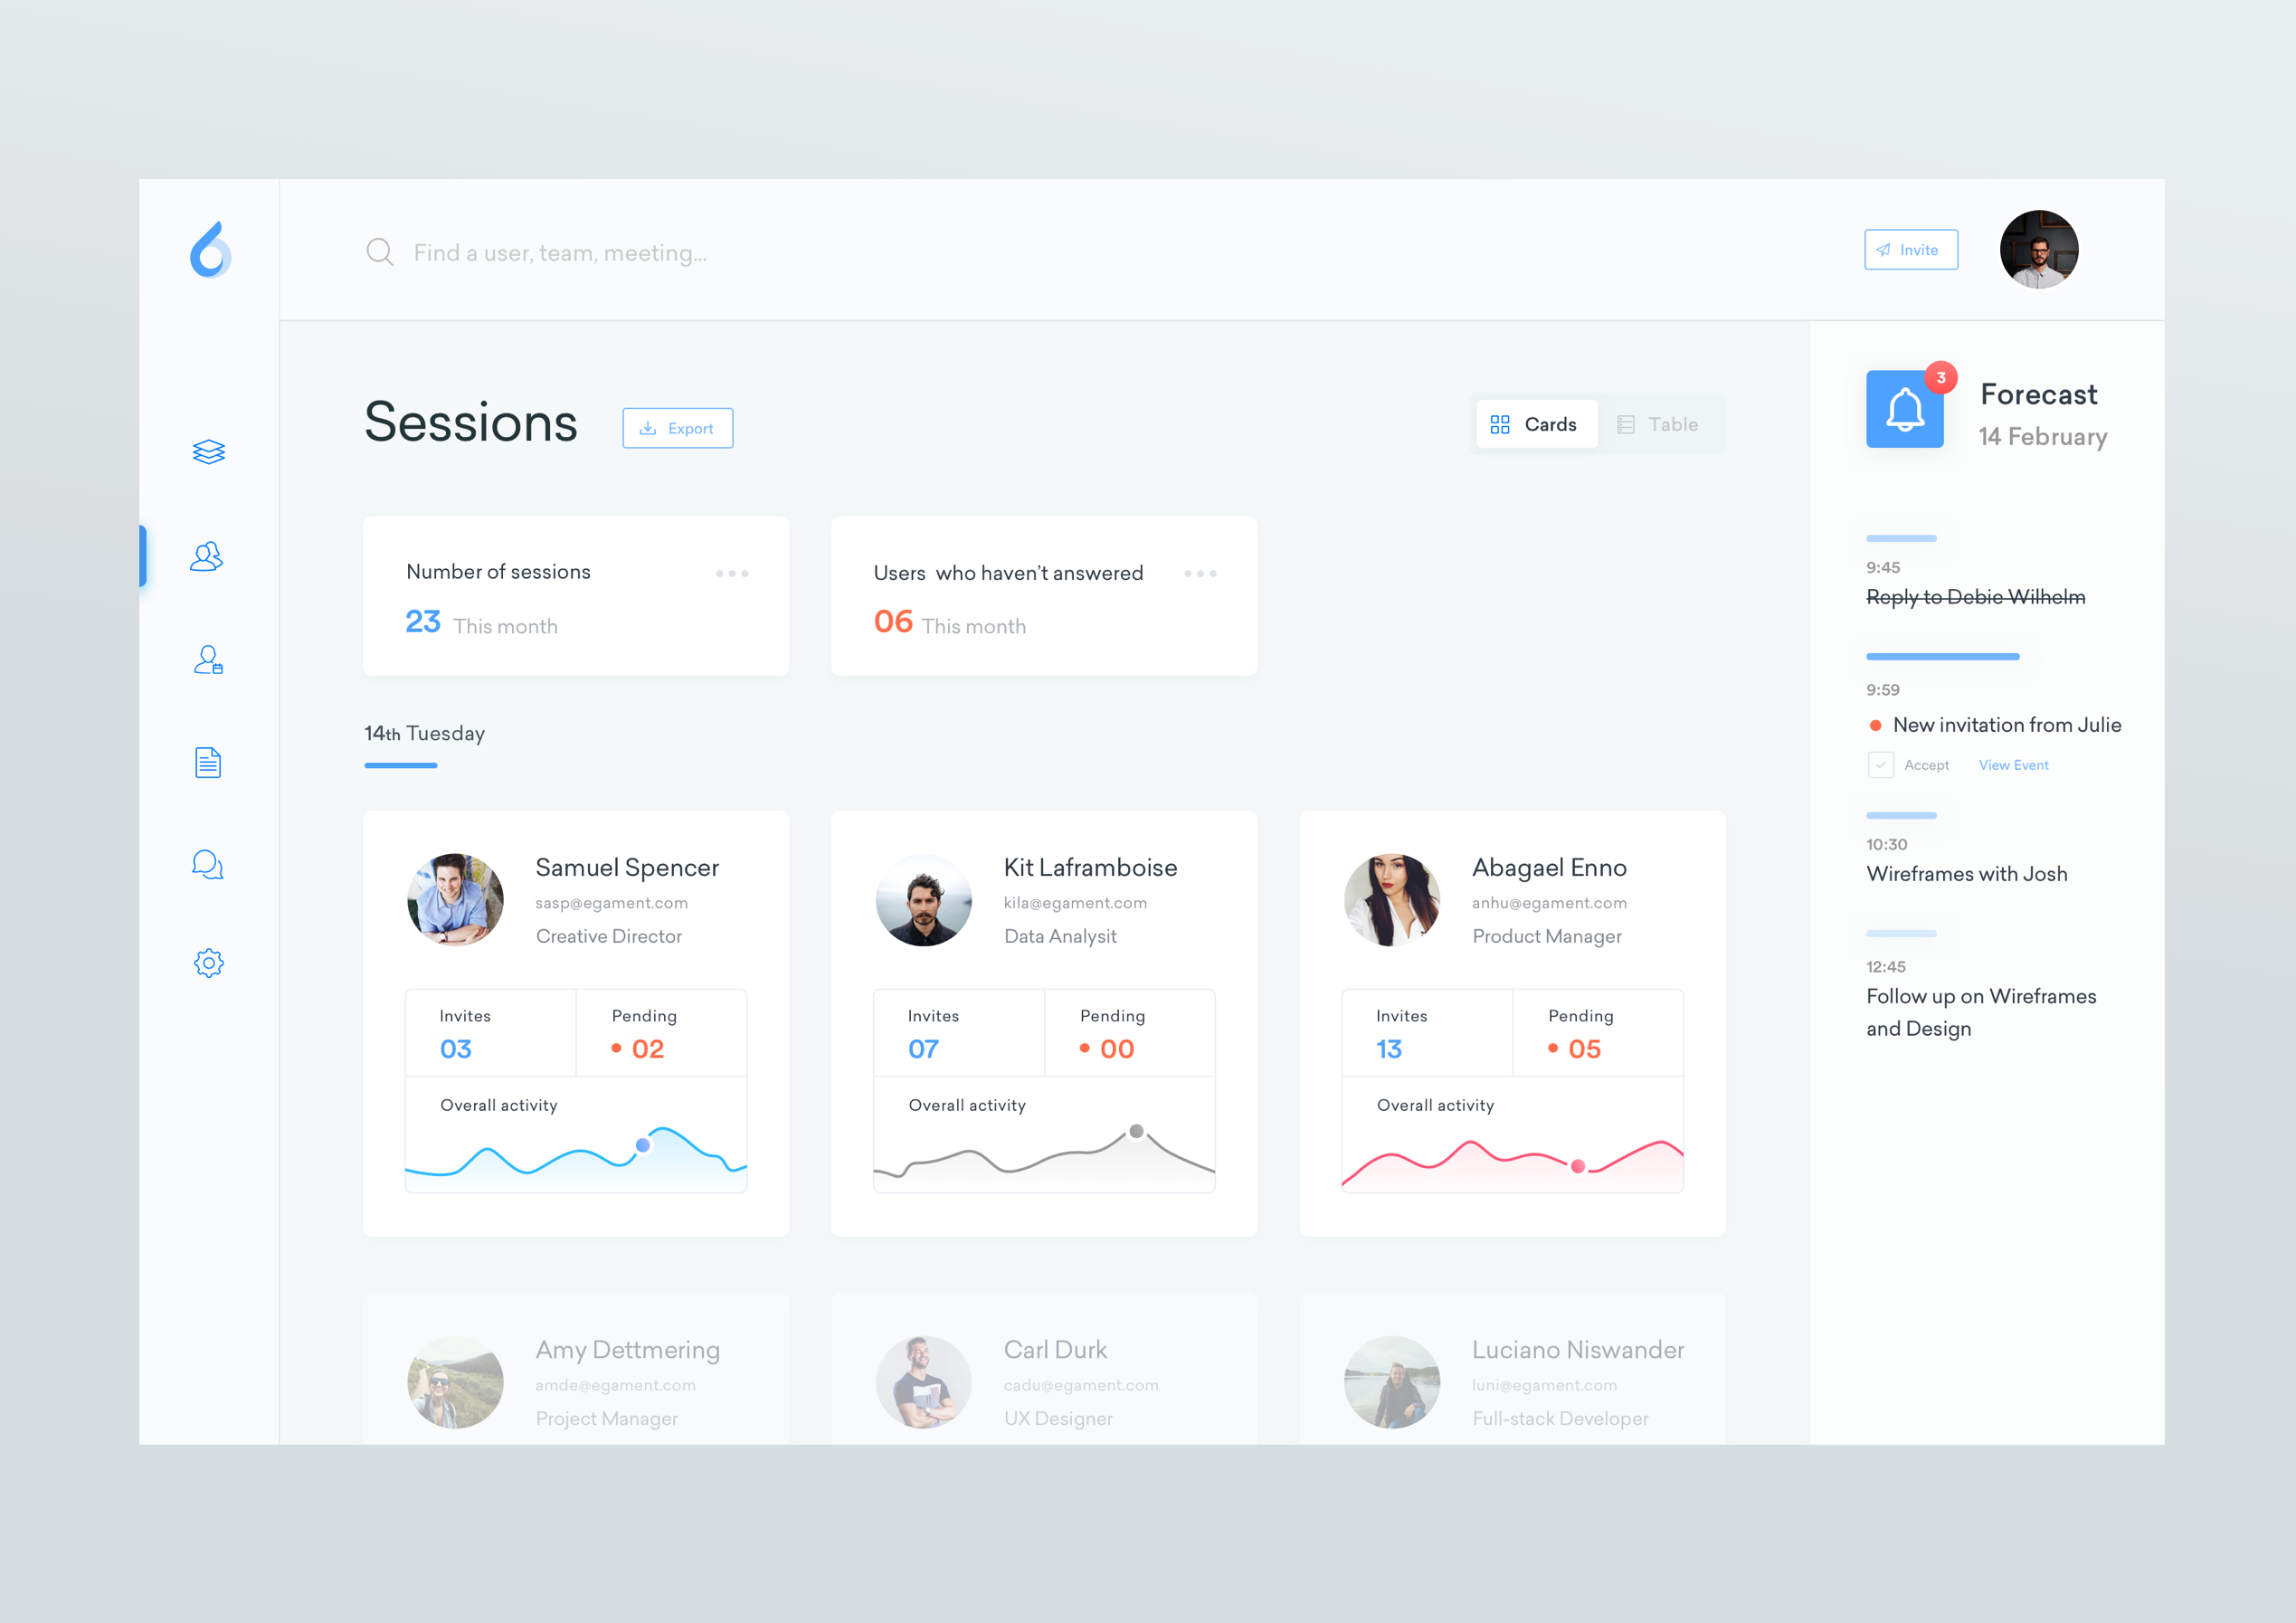 Find a user, team, meeting...
Invite
Sessions
Export
Cards
Table
Number of sessions
23 This month
Users who haven't answered
06 This month
14th Tuesday
Samuel Spencer
sasp@egament.com
Creative Director
Invites
03
Pending
02
Overall activity
Kit Laframboise
kila@egament.com
Data Analysit
Invites
07
Pending
00
Overall activity
Abagael Enno
anhu@egament.com
Product Manager
Invites
13
Pending
05
Overall activity
Amy Dettmering
amde@egament.com
Project Manager
Carl Durk
cadu@egament.com
UX Designer
Luciano Niswander
luni@egament.com
Full-stack Developer
3
Forecast
14 February
9:45
Reply to Debie Wilhelm
9:59
New invitation from Julie
Accept
View Event
10:30
Wireframes with Josh
12:45
Follow up on Wireframes
and Design